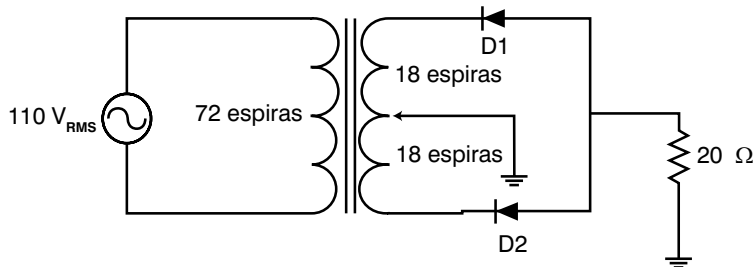 D1
18 espiras
110 V_RMS
72 espiras
18 espiras
20 Ω
D2